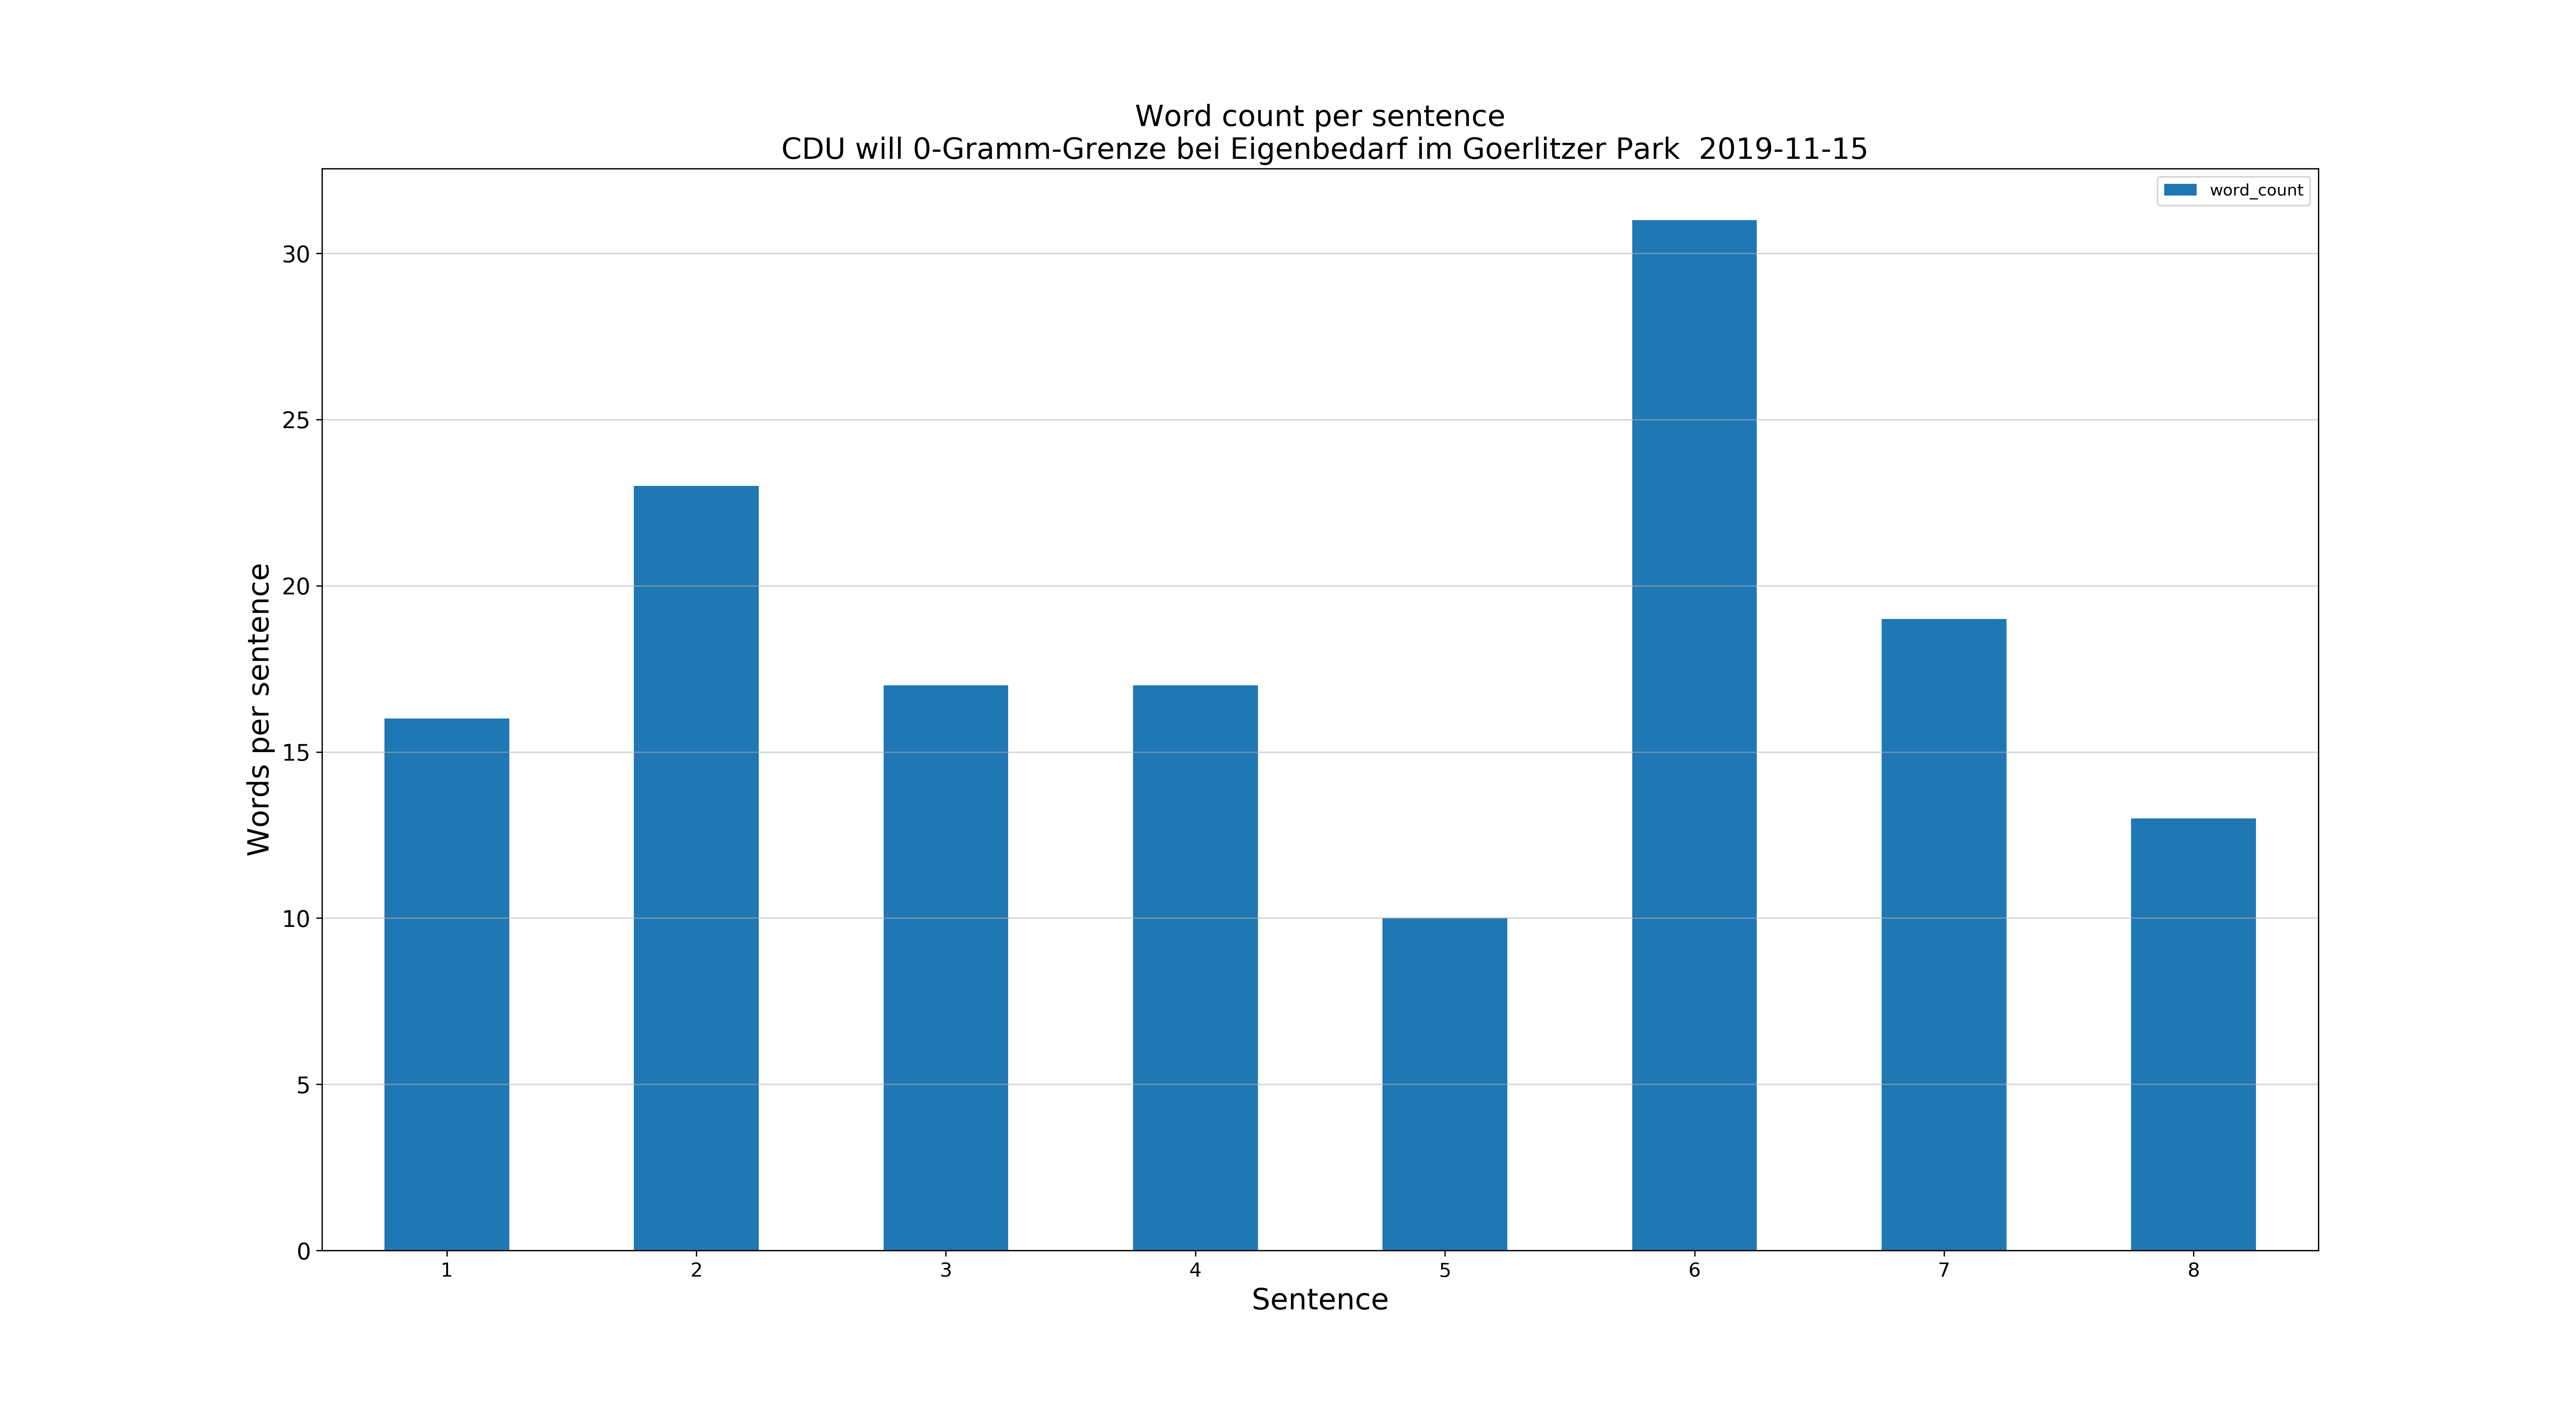 Word count per sentence
CDU will 0-Gramm-Grenze bei Eigenbedarf im Goerlitzer Park  2019-11-15
word_count
30
25
20
15
10
5
0
Words per sentence
1 2 3 4 5 6 7 8
Sentence